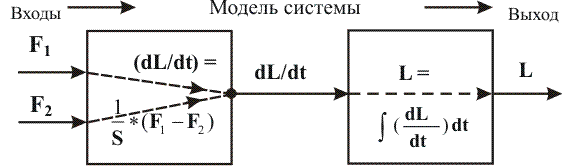 Входы Модель системы Выход
F₁ (dL/dt) = dL/dt L = L
F₂ 1/S *(F₁ – F₂) ∫ (dL/dt) dt